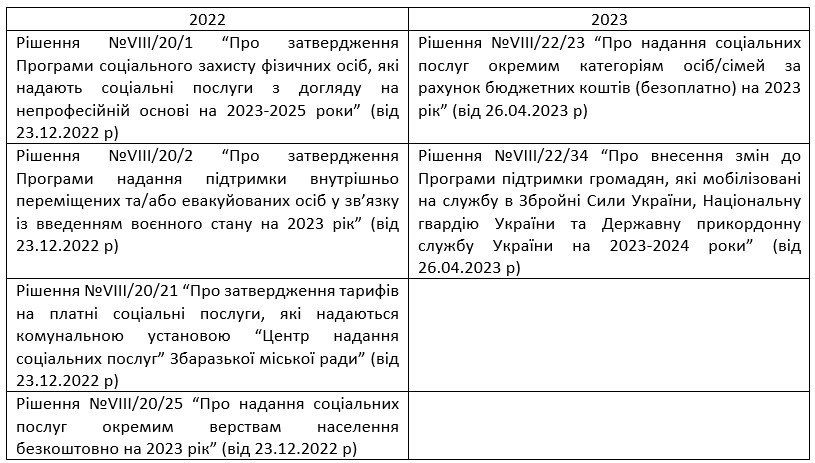 2022
2023
Рішення №VIII/20/1 “Про затвердження
Програми соціального захисту фізичних осіб, які
надають соціальні послуги з догляду на
непрофесійній основі на 2023-2025 роки” (від
23.12.2022 р)
Рішення №VIII/22/23 “Про надання соціальних
послуг окремим категоріям осіб/сімей за
рахунок бюджетних коштів (безоплатно) на 2023
рік” (від 26.04.2023 р)
Рішення №VIII/20/2 “Про затвердження
Програми надання підтримки внутрішньо
переміщених та/або евакуйованих осіб у зв’язку
із введенням воєнного стану на 2023 рік” (від
23.12.2022 р)
Рішення №VIII/22/34 “Про внесення змін до
Програми підтримки громадян, які мобілізовані
на службу в Збройні Сили України, Національну
гвардію України та Державну прикордонну
службу України на 2023-2024 роки” (від
26.04.2023 р)
Рішення №VIII/20/21 “Про затвердження тарифів
на платні соціальні послуги, які надаються
комунальною установою “Центр надання
соціальних послуг” Збаразької міської ради” (від
23.12.2022 р)
Рішення №VIII/20/25 “Про надання соціальних
послуг окремим верствам населення
безкоштовно на 2023 рік” (від 23.12.2022 р)